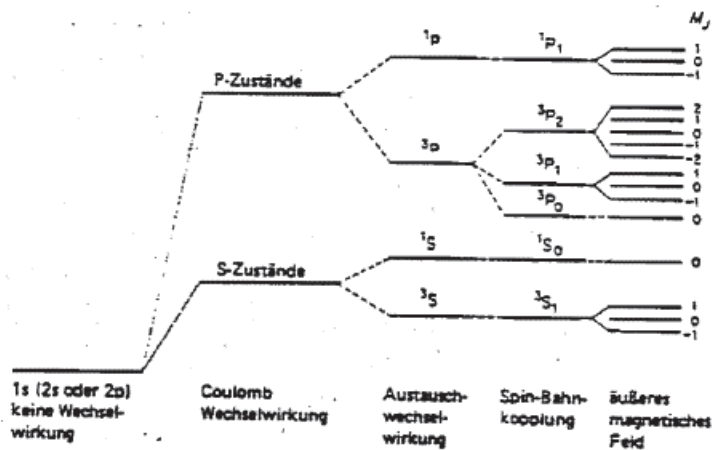 M_J
¹P
¹P₁
1
0
-1
P-Zustände
³P
³P₂
2
1
0
-1
-2
³P₁
1
0
-1
³P₀
0
S-Zustände
¹S
¹S₀
0
³S
³S₁
1
0
-1
1s (2s oder 2p)
keine Wechsel-
wirkung
Coulomb
Wechselwirkung
Austausch-
wechsel-
wirkung
Spin-Bahn-
kopplung
äußeres
magnetisches
Feld